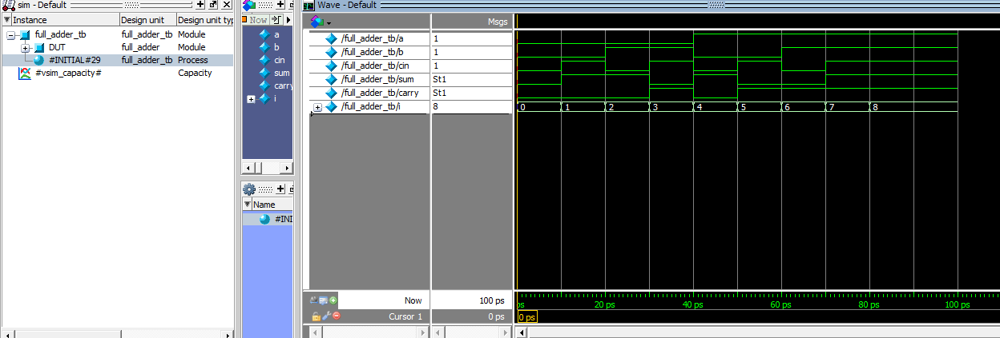 sim - Default
Instance Design unit Design unit typ
full_adder_tb full_adder_tb Module
DUT full_adder Module
#INITIAL#29 full_adder_tb Process
#vsim_capacity# Capacity
Now
a
b
cin
sum
carry
i
Name
#INI
Wave - Default
Msgs
/full_adder_tb/a 1
/full_adder_tb/b 1
/full_adder_tb/cin 1
/full_adder_tb/sum St1
/full_adder_tb/carry St1
/full_adder_tb/i 8 0 1 2 3 4 5 6 7 8
Now 100 ps ps 20 ps 40 ps 60 ps 80 ps 100 ps
Cursor 1 0 ps 0 ps